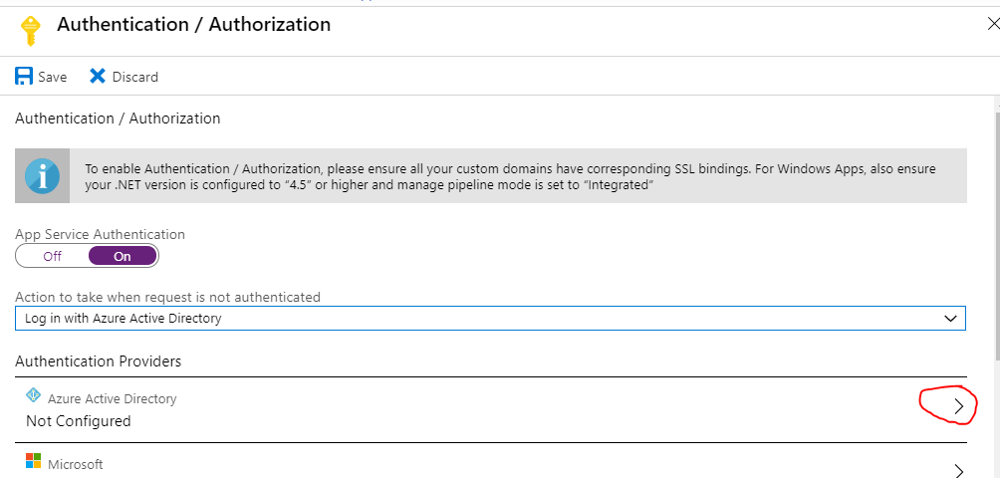 Authentication / Authorization
Save
Discard
Authentication / Authorization
To enable Authentication / Authorization, please ensure all your custom domains have corresponding SSL bindings. For Windows Apps, also ensure
your .NET version is configured to "4.5" or higher and manage pipeline mode is set to "Integrated"
App Service Authentication
Off On
Action to take when request is not authenticated
Log in with Azure Active Directory
Authentication Providers
Azure Active Directory
Not Configured
Microsoft